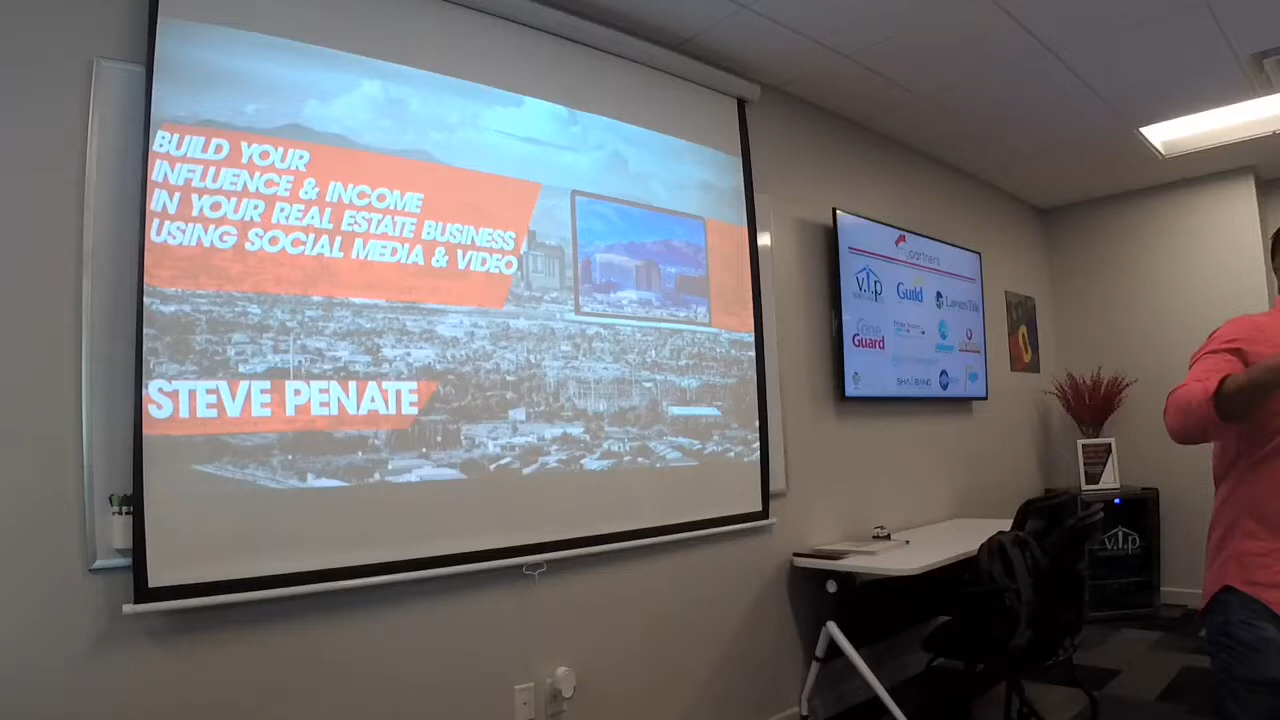 BUILD YOUR
INFLUENCE & INCOME
IN YOUR REAL ESTATE BUSINESS
USING SOCIAL MEDIA & VIDEO
STEVE PENATE
partners
v.I.p
Guild
Lawyers Title
Guard
v.I.p